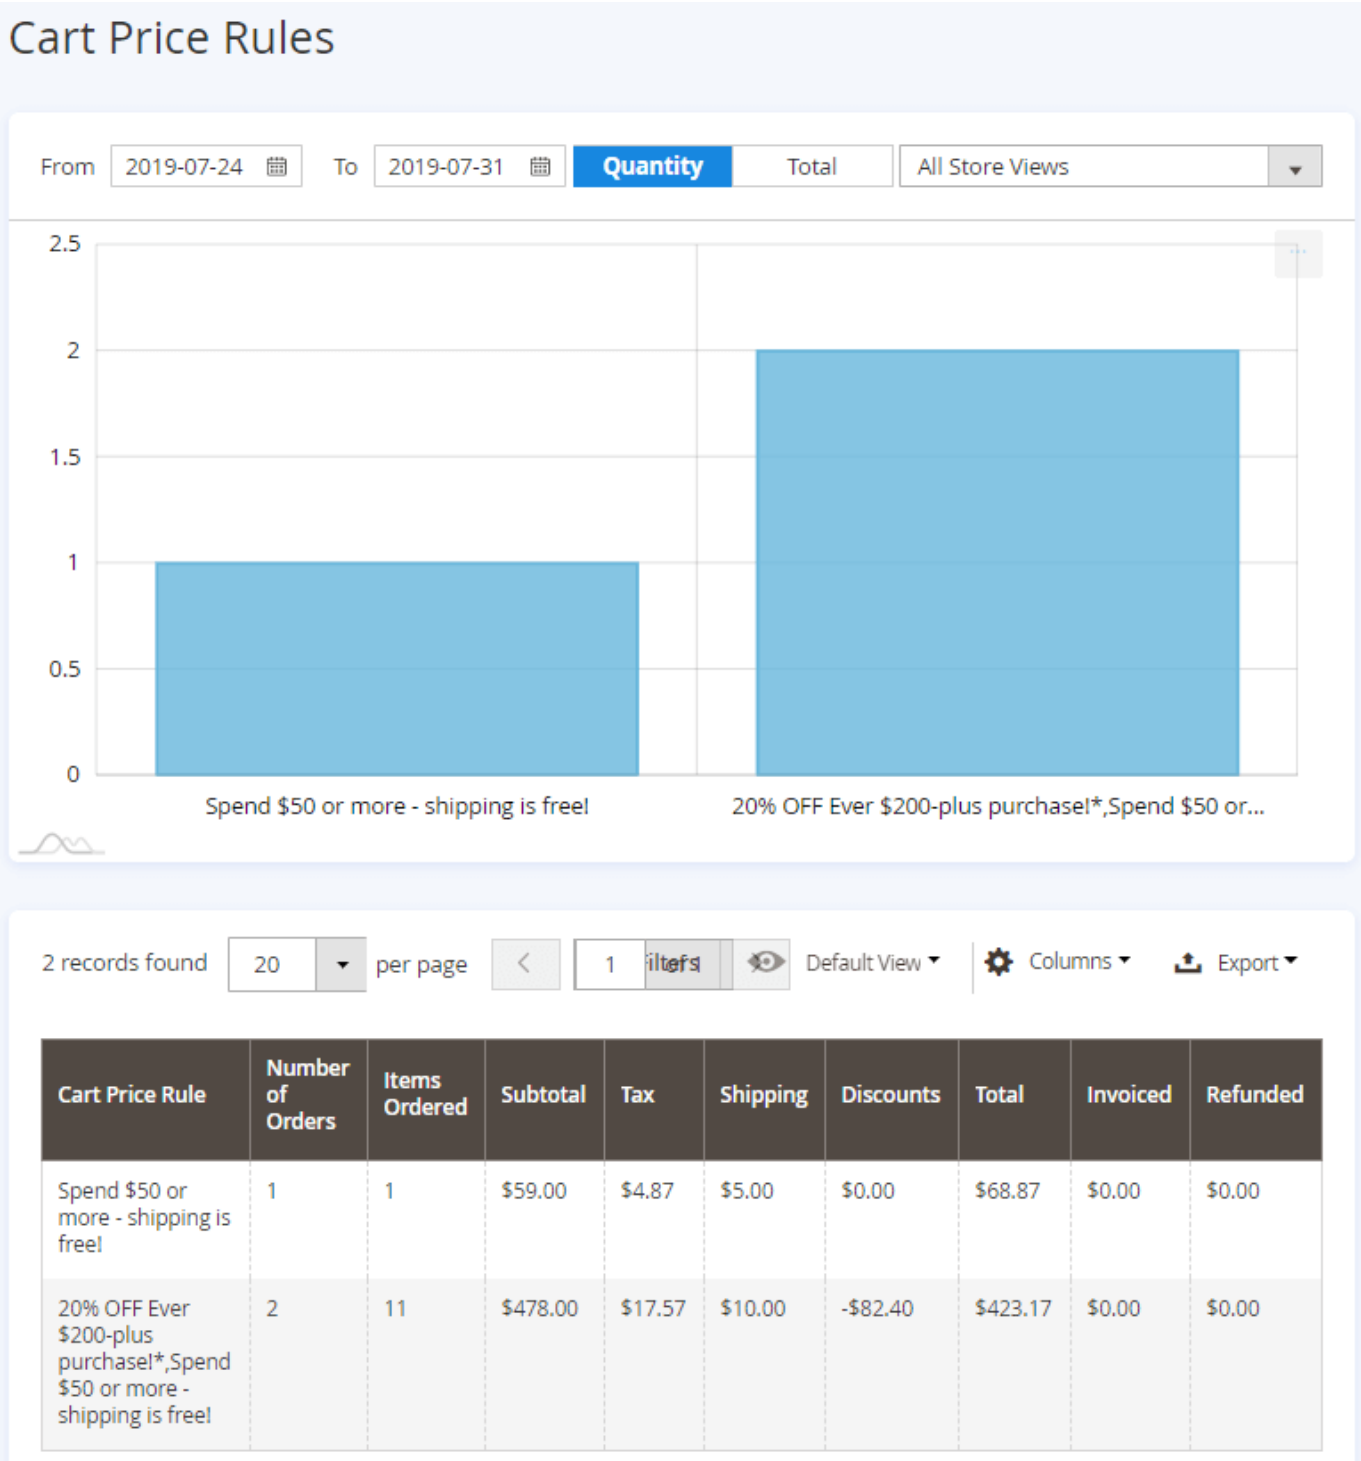 Cart Price Rules
From 2019-07-24 To 2019-07-31 Quantity Total All Store Views
2.5
2
1.5
1
0.5
0
Spend $50 or more - shipping is free! 20% OFF Ever $200-plus purchase!*,Spend $50 or...
2 records found 20 per page 1 of 1 Default View Columns Export
Cart Price Rule Number of Orders Items Ordered Subtotal Tax Shipping Discounts Total Invoiced Refunded
Spend $50 or 1 1 $59.00 $4.87 $5.00 $0.00 $68.87 $0.00 $0.00
more - shipping is
free!
20% OFF Ever 2 11 $478.00 $17.57 $10.00 -$82.40 $423.17 $0.00 $0.00
$200-plus
purchase!*,Spend
$50 or more -
shipping is free!